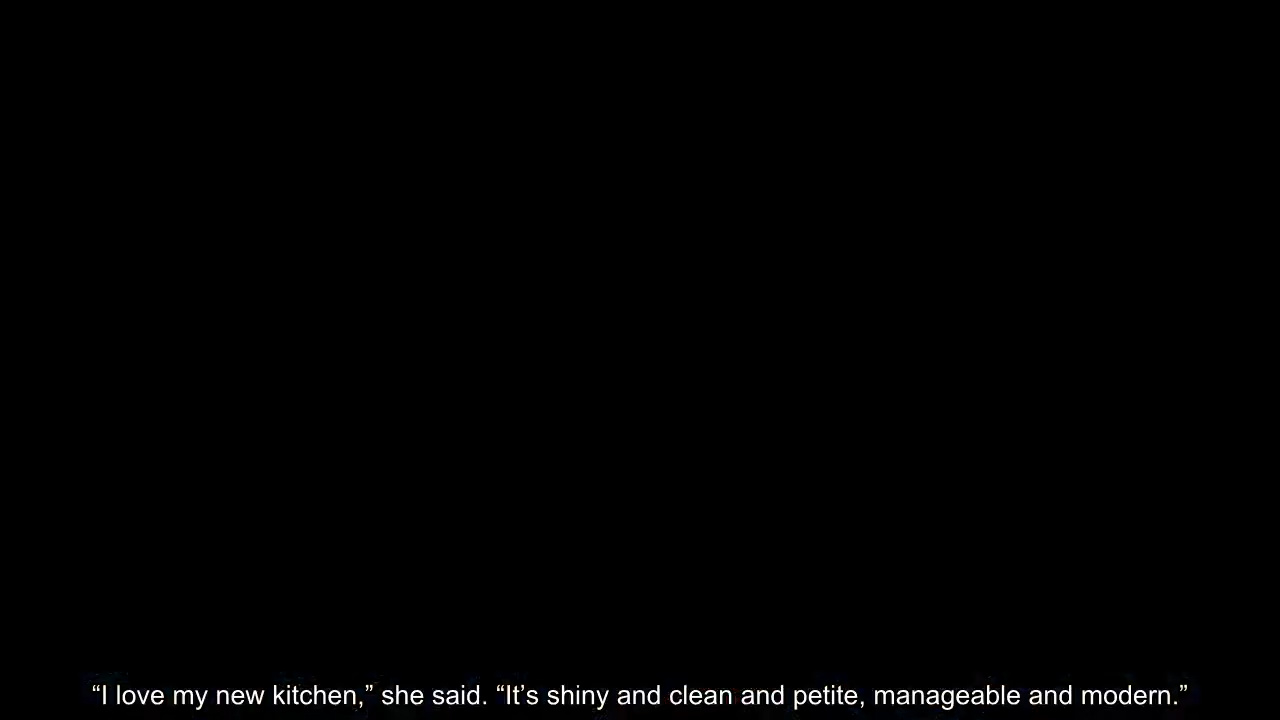 “I love my new kitchen,” she said. “It’s shiny and clean and petite, manageable and modern.”